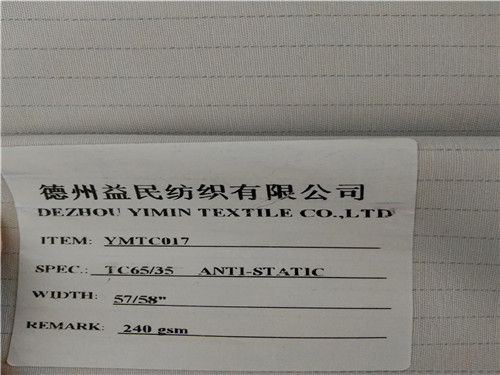 德州益民纺织有限公司
DEZHOU YIMIN TEXTILE CO.,LTD
ITEM: YMTC017
SPEC.: TC65/35 ANTI-STATIC
WIDTH: 57/58”
REMARK: 240 gsm